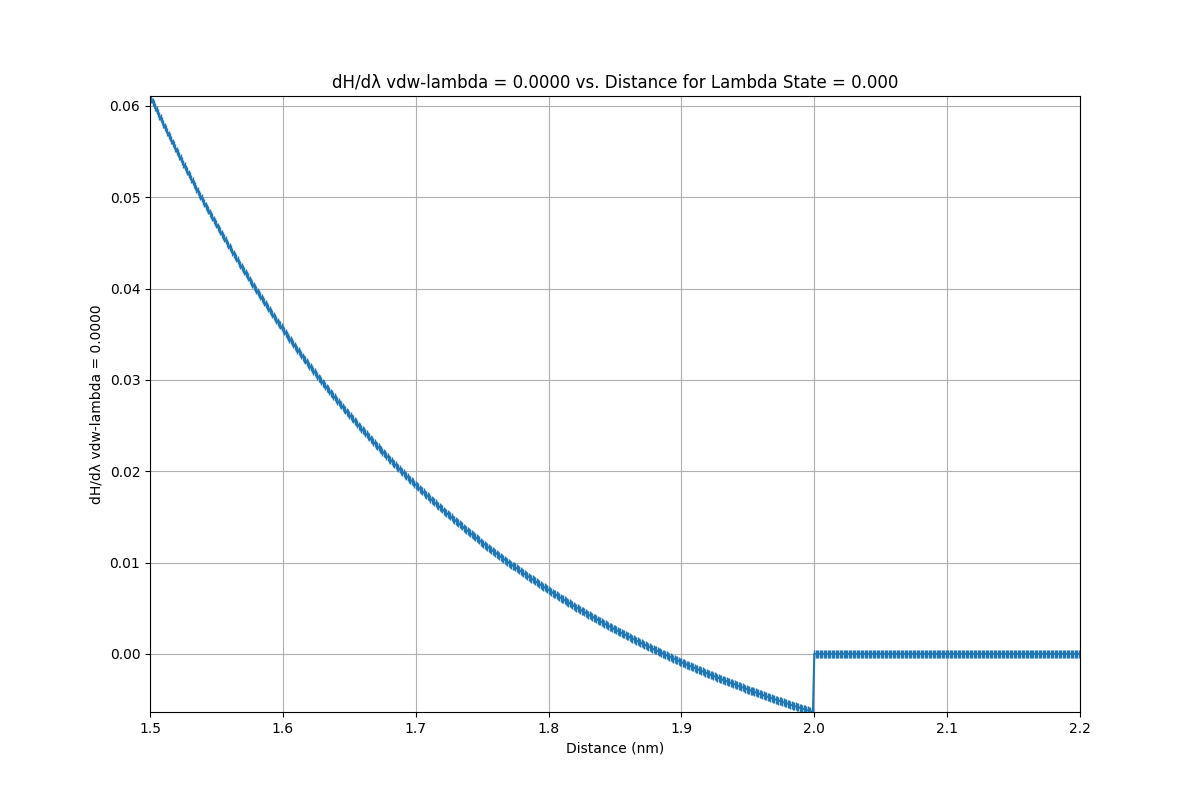 dH/dλ vdw-lambda = 0.0000 vs. Distance for Lambda State = 0.000
0.06
0.05
0.04
0.03
0.02
0.01
0.00
dH/dλ vdw-lambda = 0.0000
1.5 1.6 1.7 1.8 1.9 2.0 2.1 2.2
Distance (nm)